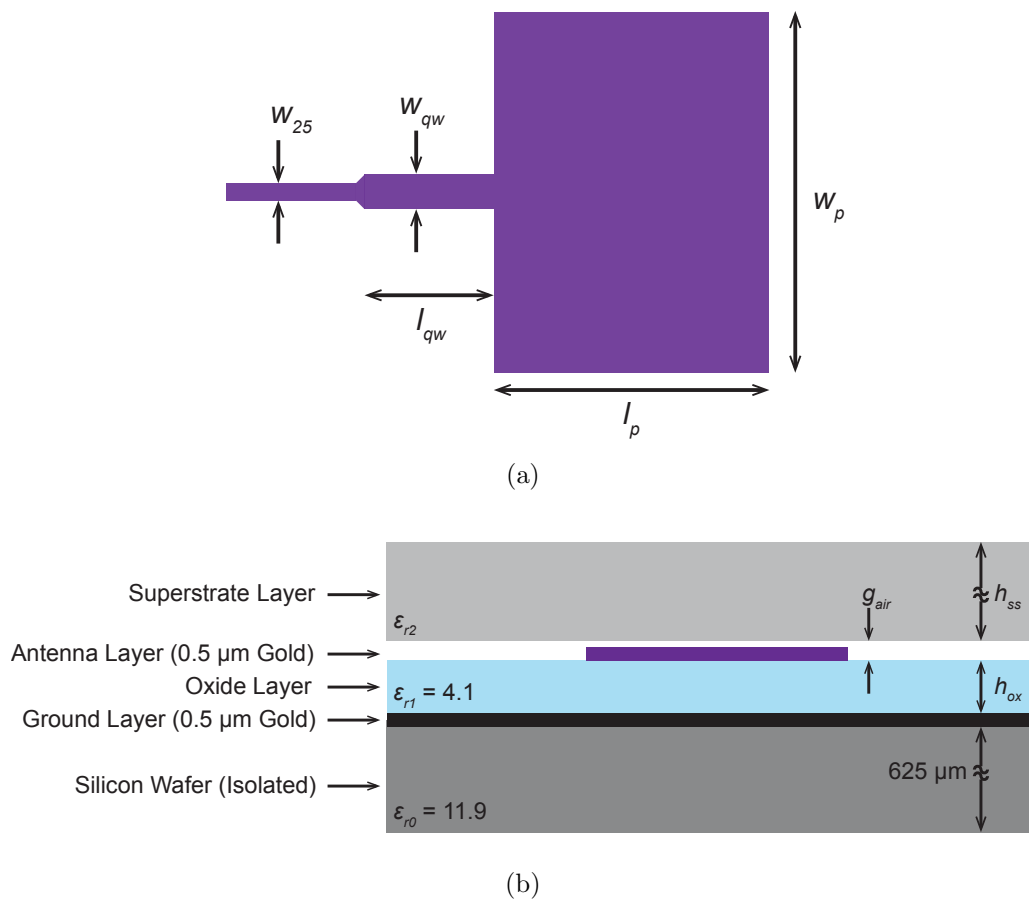 w25
wqw
wp
lqw
lp
(a)
Superstrate Layer
εr2
gair
hss
Antenna Layer (0.5 µm Gold)
Oxide Layer
εr1 = 4.1
hox
Ground Layer (0.5 µm Gold)
Silicon Wafer (Isolated)
625 µm
εr0 = 11.9
(b)